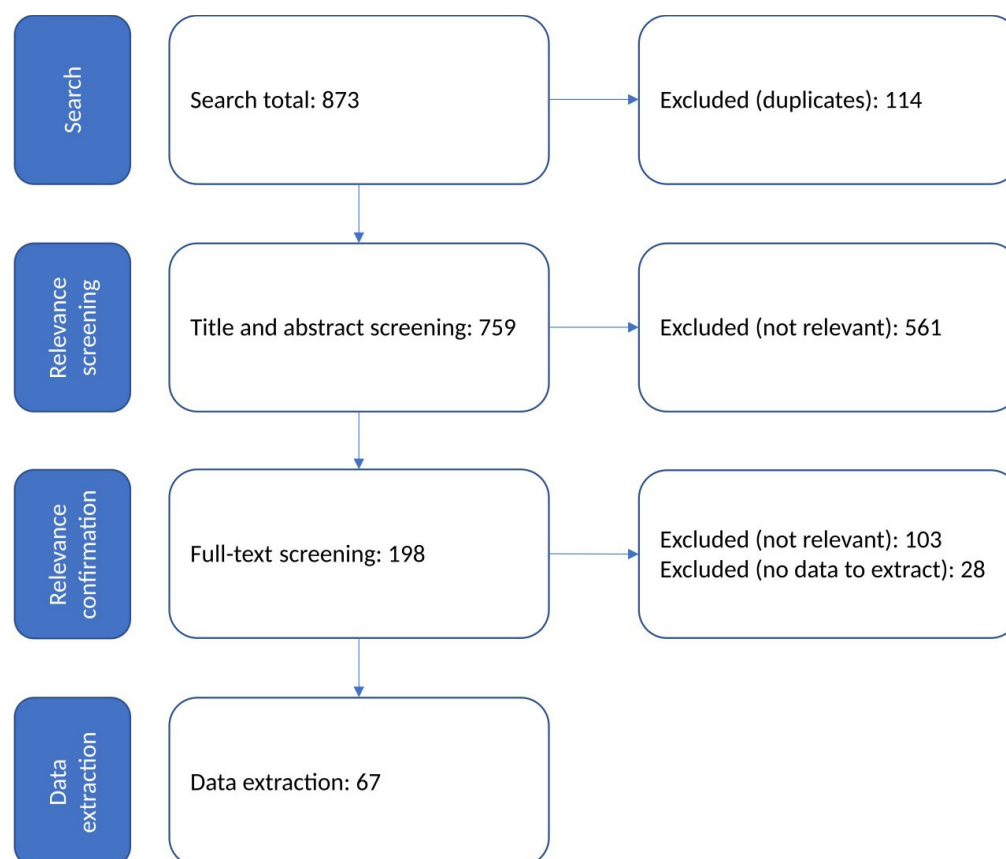 Search
Search total: 873
Excluded (duplicates): 114
Relevance
screening
Title and abstract screening: 759
Excluded (not relevant): 561
Relevance
confirmation
Full-text screening: 198
Excluded (not relevant): 103
Excluded (no data to extract): 28
Data
extraction
Data extraction: 67